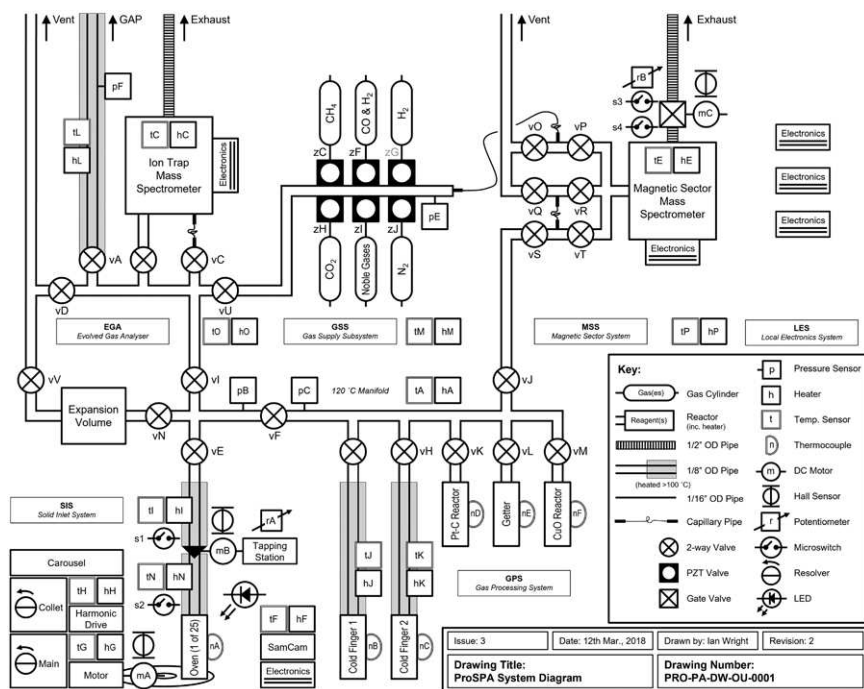 Vent
GAP
Exhaust
Vent
Exhaust
pF
CH₄
CO & H₂
H₂
rB
s3
mC
s4
tL
hL
tC
hC
Ion Trap
Mass
Spectrometer
Electronics
zC
zF
zG
pE
zH
zI
zJ
CO₂
Noble Gases
N₂
vO
vP
vQ
vR
vS
vT
tE
hE
Magnetic Sector
Mass
Spectrometer
Electronics
Electronics
Electronics
Electronics
vA
vC
vD
vU
EGA
Evolved Gas Analyser
tO
hO
GSS
Gas Supply Subsystem
tM
hM
MSS
Magnetic Sector System
tP
hP
LES
Local Electronics System
vV
vI
pB
pC
120 °C Manifold
tA
hA
vJ
Expansion
Volume
vN
vF
vE
vH
vK
vL
vM
Pt-C Reactor
nD
Getter
nE
CuO Reactor
nF
SIS
Solid Inlet System
tI
hI
s1
rA
mB
Tapping
Station
tN
hN
s2
Carousel
Collet
tH
hH
Harmonic
Drive
Main
tG
hG
Motor
mA
Oven (1 of 25)
nA
tF
hF
SamCam
Electronics
tJ
hJ
Cold Finger 1
nB
tK
hK
Cold Finger 2
nC
GPS
Gas Processing System
Key:
Gas(es)
Gas Cylinder
Reagent(s)
Reactor
(inc. heater)
1/2" OD Pipe
1/8" OD Pipe
(heated >100 °C)
1/16" OD Pipe
Capillary Pipe
2-way Valve
PZT Valve
Gate Valve
p
Pressure Sensor
h
Heater
t
Temp. Sensor
n
Thermocouple
m
DC Motor
Hall Sensor
r
Potentiometer
Microswitch
Resolver
LED
Issue: 3
Date: 12th Mar., 2018
Drawn by: Ian Wright
Revision: 2
Drawing Title:
ProSPA System Diagram
Drawing Number:
PRO-PA-DW-OU-0001